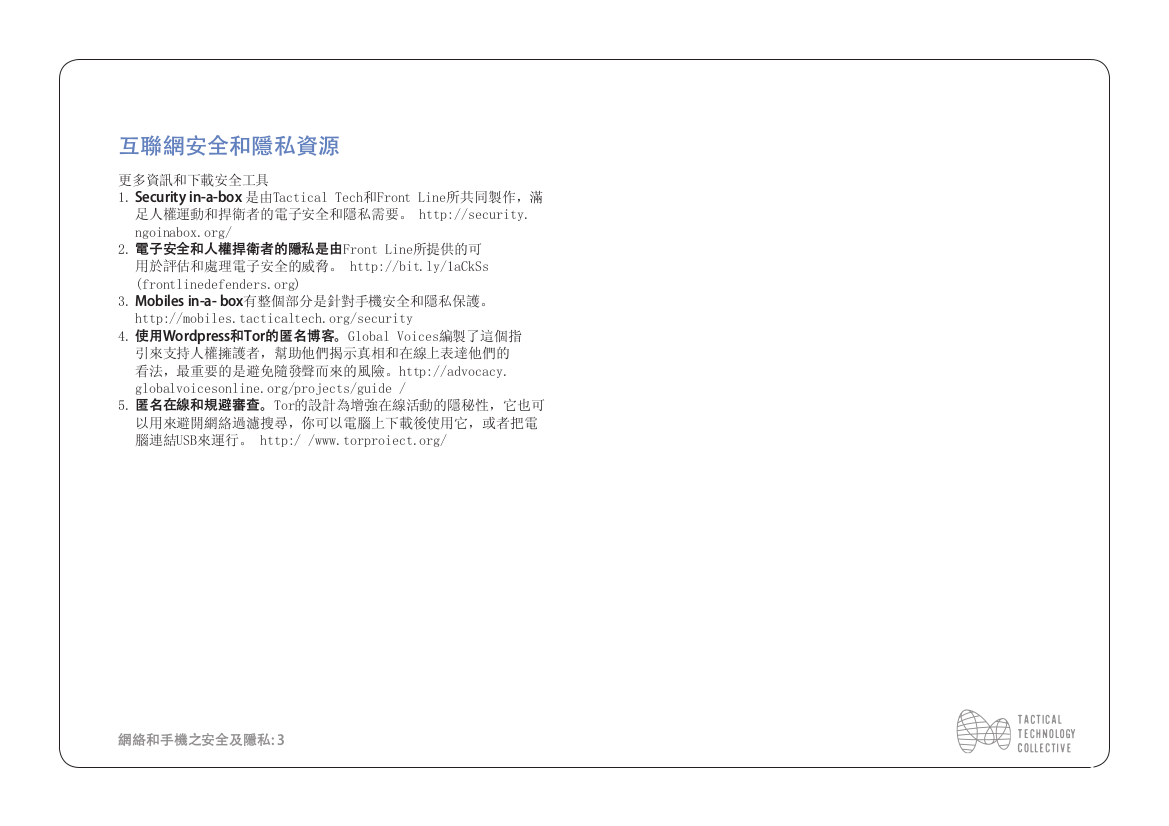 互聯網安全和隱私資源
更多資訊和下載安全工具
1. Security in-a-box 是由Tactical Tech和Front Line所共同製作，滿
足人權運動和捍衛者的電子安全和隱私需要。 http://security.
ngoinabox.org/
2. 電子安全和人權捍衛者的隱私是由Front Line所提供的可
用於評估和處理電子安全的威脅。 http://bit.ly/1aCkSs
(frontlinedefenders.org)
3. Mobiles in-a- box有整個部分是針對手機安全和隱私保護。
http://mobiles.tacticaltech.org/security
4. 使用Wordpress和Tor的匿名博客。Global Voices編製了這個指
引來支持人權擁護者，幫助他們揭示真相和在線上表達他們的
看法，最重要的是避免隨發聲而來的風險。http://advocacy.
globalvoicesonline.org/projects/guide /
5. 匿名在線和規避審查。Tor的設計為增強在線活動的隱秘性，它也可
以用來避開網絡過濾搜尋，你可以電腦上下載後使用它，或者把電
腦連結USB來運行。 http:/ /www.torproiect.org/
網絡和手機之安全及隱私: 3
TACTICAL
TECHNOLOGY
COLLECTIVE